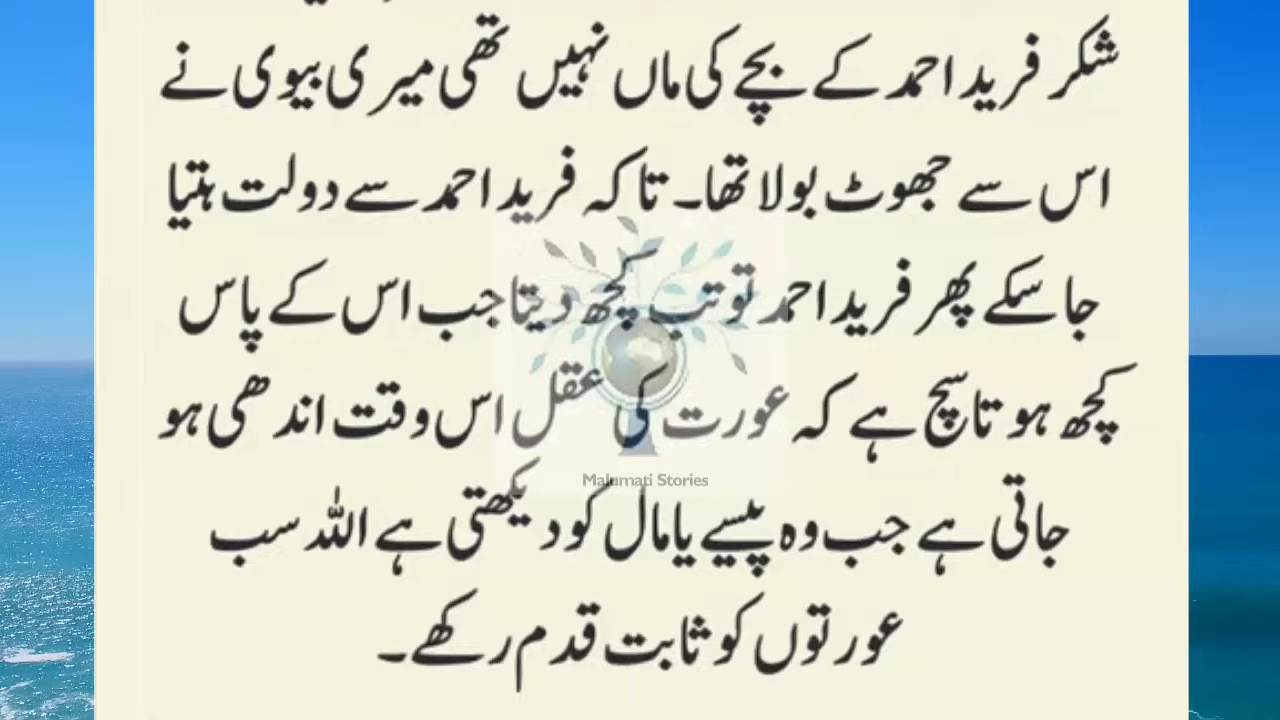 شکر فرید احمد کے بچے کی ماں نہیں تھی میری بیوی نے
اس سے جھوٹ بولا تھا۔ تاکہ فرید احمد سے دولت ہتیا
جا سکے پھر فرید احمد تو تب کچھ دیتا جب اس کے پاس
کچھ ہوتا سچ ہے کہ عورت کی عقل اس وقت اندھی ہو
Malumati Stories
جاتی ہے جب وہ پیسے یا مال کو دیکھتی ہے اللہ سب
عورتوں کو ثابت قدم رکھے۔